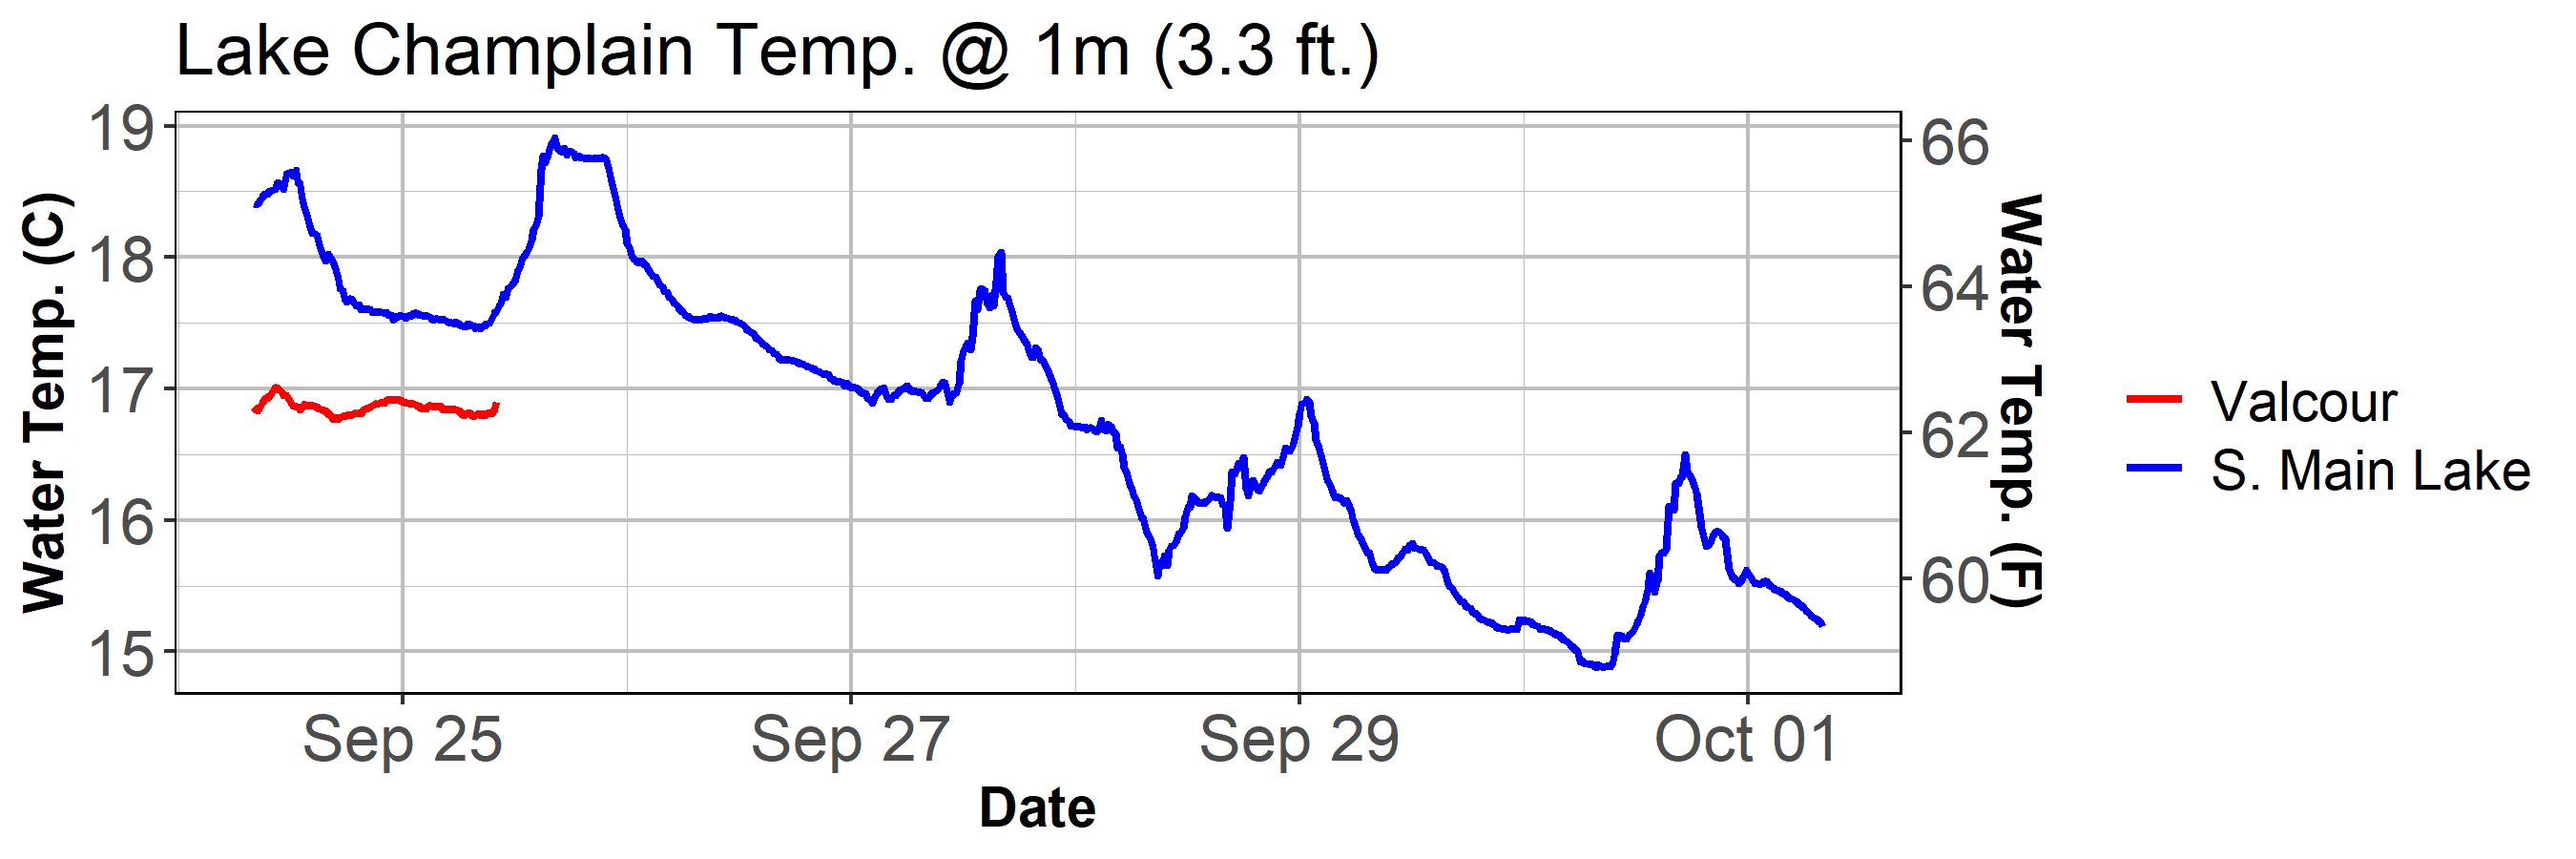 Lake Champlain Temp. @ 1m (3.3 ft.)
Water Temp. (C)
19
18
17
16
15
66
64
62
60
Water Temp. (F)
Sep 25
Sep 27
Sep 29
Oct 01
Date
Valcour
S. Main Lake